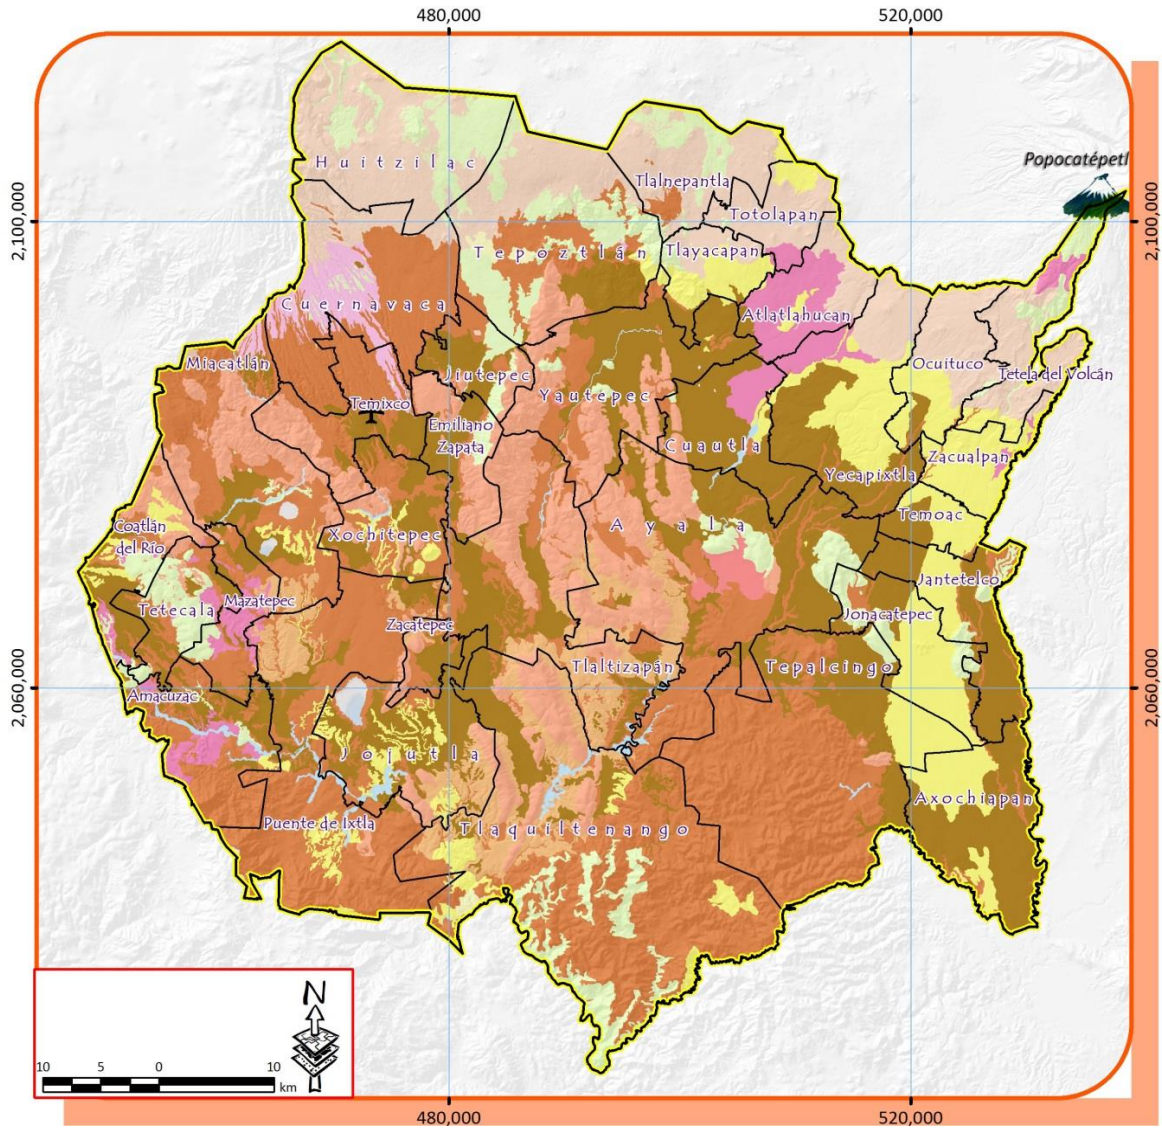 480,000
520,000
Popocatépetl
Huitzilac
Tlalnepantla
2,100,000
2,100,000
Totolapan
Tepoztlán
Tlayacapan
Cuernavaca
Atlatlahucan
Miacatlán
Ocuituco
Jiutepec
Tetela del Volcán
Temixco
Yautepec
Emiliano
Zapata
Cuautla
Zacualpan
Yecapixtla
Temoac
Coatlán
del Río
Xochitepec
Ayala
Jantetelco
Mazatepec
Tetecala
Jonacatepec
Zacatepec
Tlaltizapán
Tepalcingo
2,060,000
2,060,000
Amacuzac
Jojutla
Axochiapan
Puente de Ixtla
Tlaquiltenango
N
10 5 0 10
km
480,000
520,000